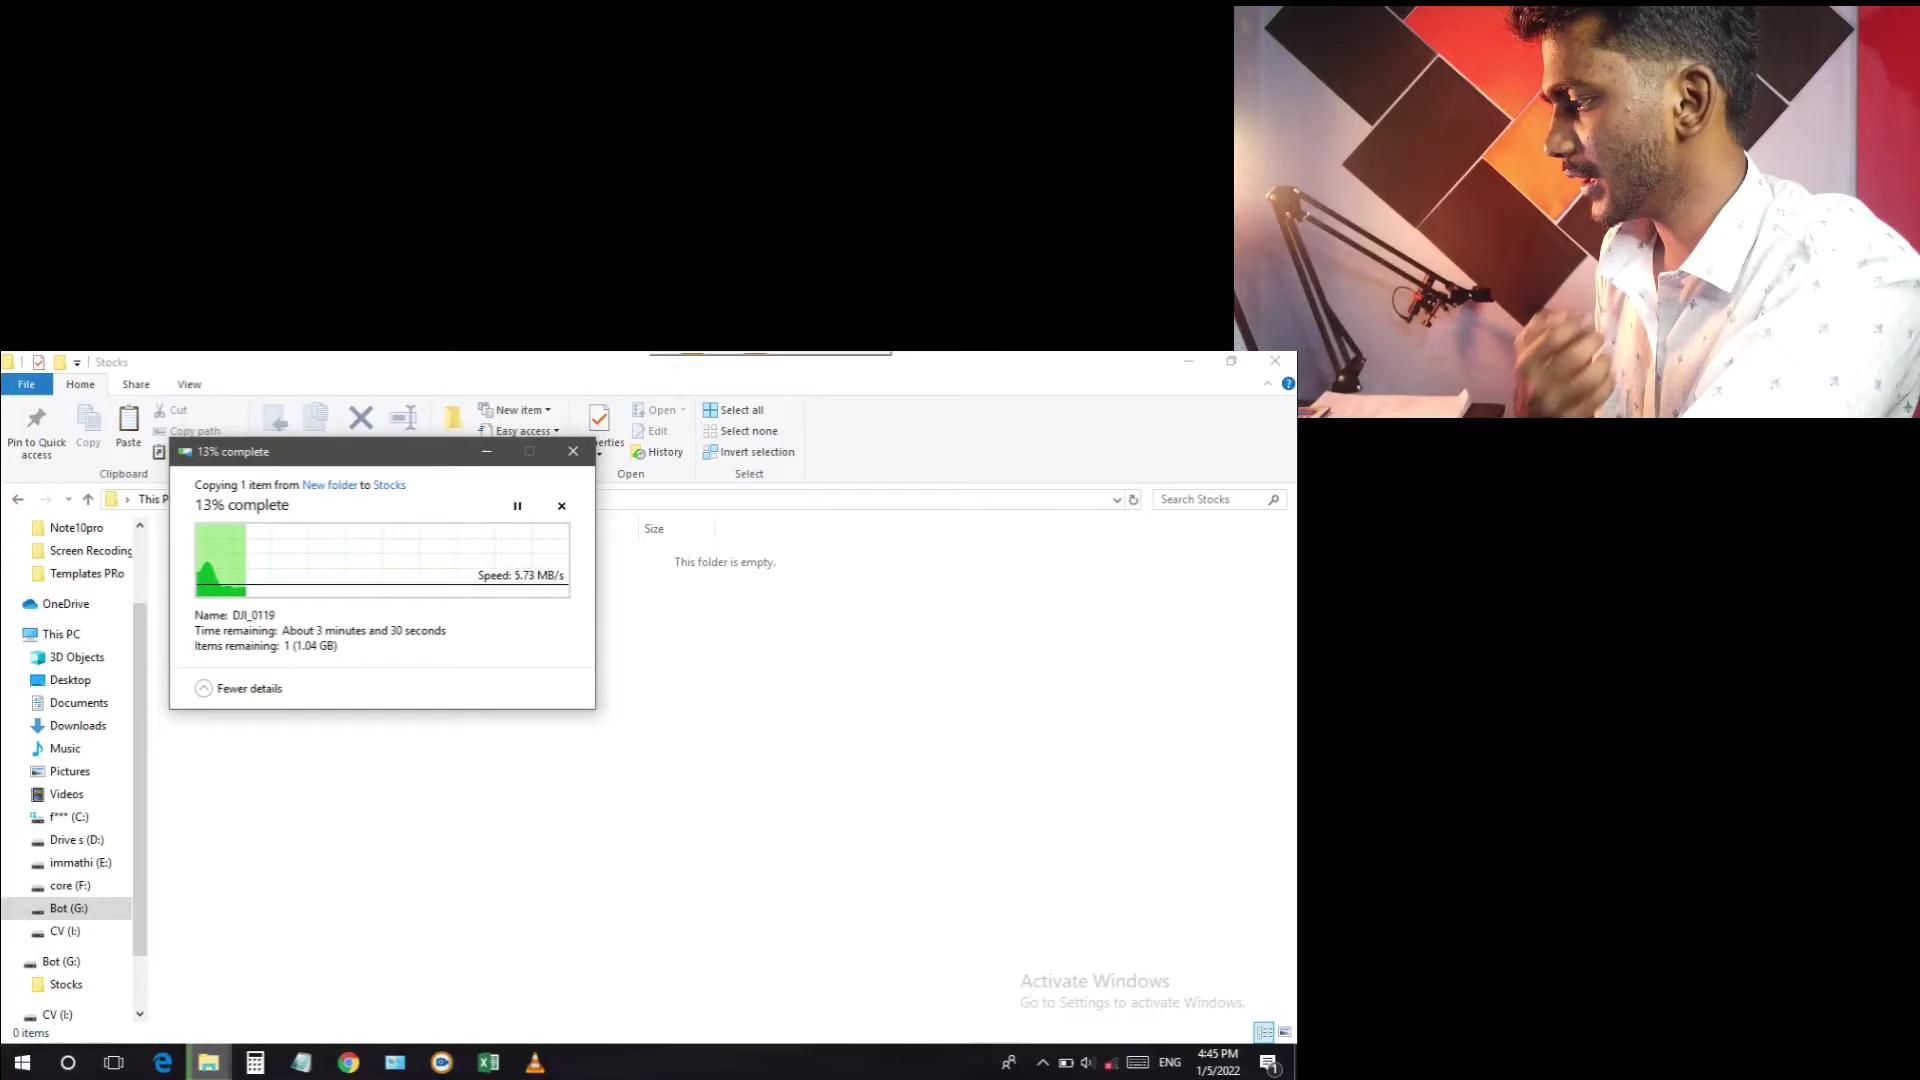 Stocks
File Home Share View
Pin to Quick access
Copy
Paste
Cut
Copy path
New item
Easy access
erties
Open
Edit
History
Select all
Select none
Invert selection
Clipboard
Open
Select
This P
Search Stocks
13% complete
Copying 1 item from New folder to Stocks
13% complete
Speed: 5.73 MB/s
Name: DJI_0119
Time remaining: About 3 minutes and 30 seconds
Items remaining: 1 (1.04 GB)
Fewer details
Size
This folder is empty.
Note10pro
Screen Recording
Templates PRo
OneDrive
This PC
3D Objects
Desktop
Documents
Downloads
Music
Pictures
Videos
f*** (C:)
Drive s (D:)
immathi (E:)
core (F:)
Bot (G:)
CV (I:)
Bot (G:)
Stocks
CV (I:)
0 items
Activate Windows
Go to Settings to activate Windows.
ENG
4:45 PM
1/5/2022
1